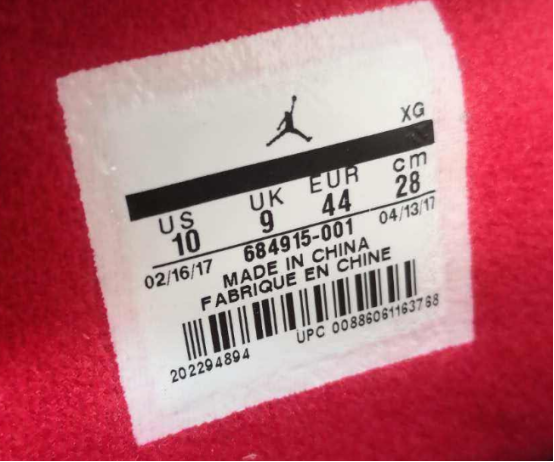 XG
US UK EUR cm
10 9 44 28
02/16/17 684915-001 04/13/17
MADE IN CHINA
FABRIQUE EN CHINE
202294894 UPC 00886061163768